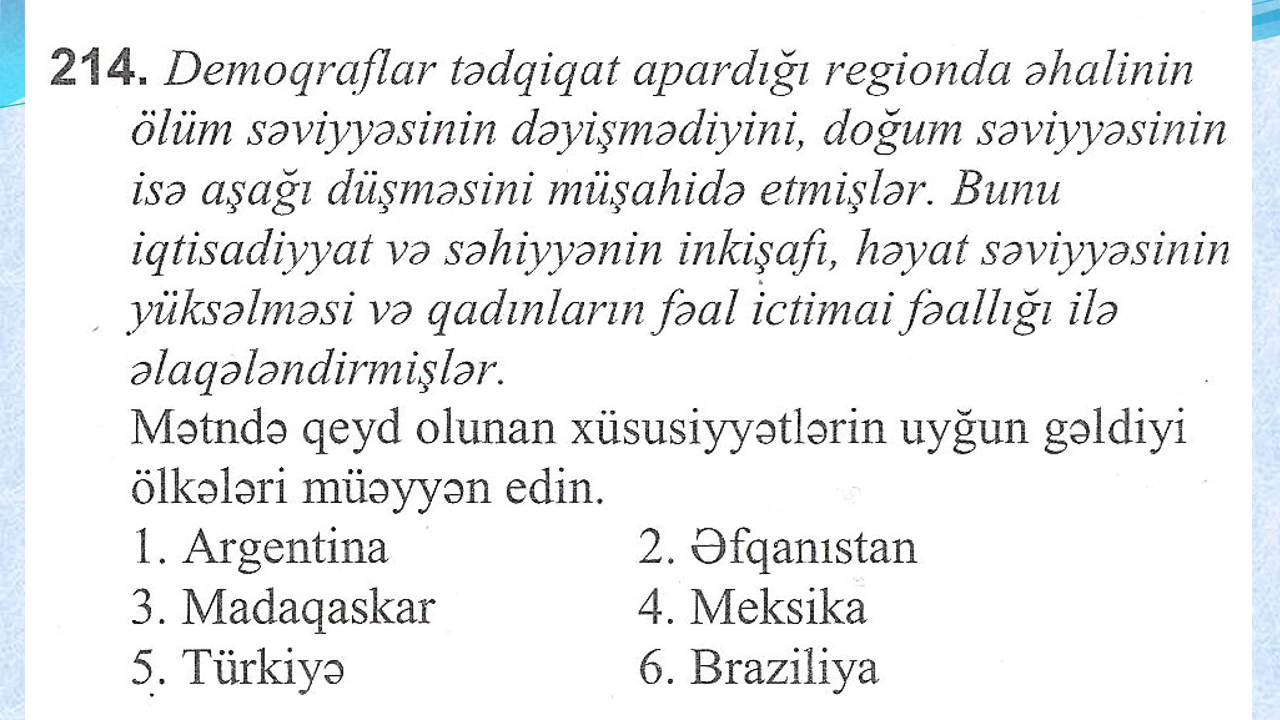 214. Demoqraflar tədqiqat apardığı regionda əhalinin
ölüm səviyyəsinin dəyişmədiyini, doğum səviyyəsinin
isə aşağı düşməsini müşahidə etmişlər. Bunu
iqtisadiyyat və səhiyyənin inkişafı, həyat səviyyəsinin
yüksəlməsi və qadınların fəal ictimai fəallığı ilə
əlaqələndirmişlər.
Mətndə qeyd olunan xüsusiyyətlərin uyğun gəldiyi
ölkələri müəyyən edin.
1. Argentina 2. Əfqanıstan
3. Madaqaskar 4. Meksika
5. Türkiyə 6. Braziliya